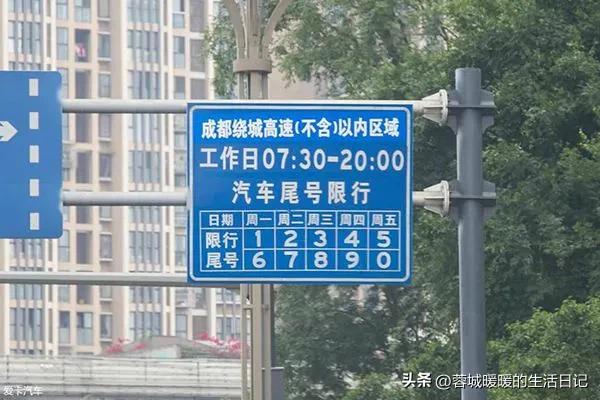 成都绕城高速(不含)以内区域
工作日07:30-20:00
汽车尾号限行
日期 周一 周二 周三 周四 周五
限行 1 2 3 4 5
尾号 6 7 8 9 0
爱卡汽车
头条 @蓉城暖暖的生活日记